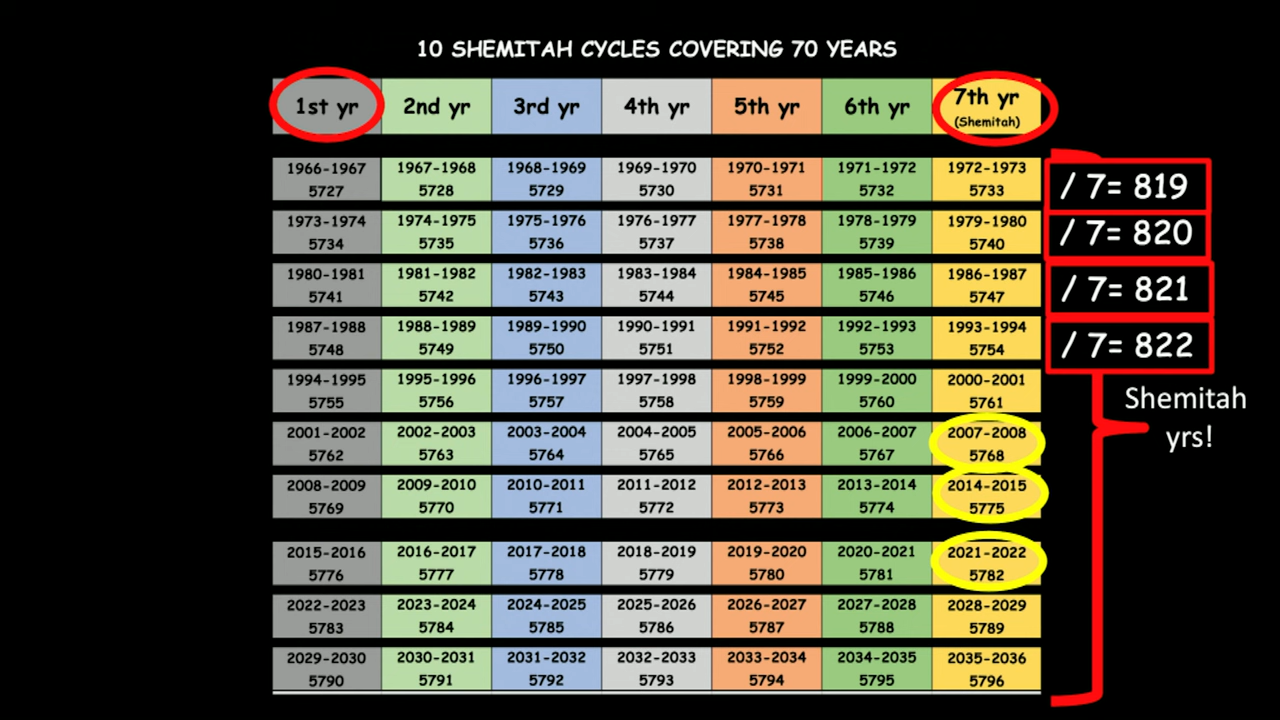 10 SHEMITAH CYCLES COVERING 70 YEARS
1st yr 2nd yr 3rd yr 4th yr 5th yr 6th yr 7th yr
(Shemitah)
1966-1967 1967-1968 1968-1969 1969-1970 1970-1971 1971-1972 1972-1973
5727 5728 5729 5730 5731 5732 5733
/ 7= 819
1973-1974 1974-1975 1975-1976 1976-1977 1977-1978 1978-1979 1979-1980
5734 5735 5736 5737 5738 5739 5740
/ 7= 820
1980-1981 1981-1982 1982-1983 1983-1984 1984-1985 1985-1986 1986-1987
5741 5742 5743 5744 5745 5746 5747
/ 7= 821
1987-1988 1988-1989 1989-1990 1990-1991 1991-1992 1992-1993 1993-1994
5748 5749 5750 5751 5752 5753 5754
/ 7= 822
1994-1995 1995-1996 1996-1997 1997-1998 1998-1999 1999-2000 2000-2001
5755 5756 5757 5758 5759 5760 5761
2001-2002 2002-2003 2003-2004 2004-2005 2005-2006 2006-2007 2007-2008
5762 5763 5764 5765 5766 5767 5768
2008-2009 2009-2010 2010-2011 2011-2012 2012-2013 2013-2014 2014-2015
5769 5770 5771 5772 5773 5774 5775
2015-2016 2016-2017 2017-2018 2018-2019 2019-2020 2020-2021 2021-2022
5776 5777 5778 5779 5780 5781 5782
2022-2023 2023-2024 2024-2025 2025-2026 2026-2027 2027-2028 2028-2029
5783 5784 5785 5786 5787 5788 5789
2029-2030 2030-2031 2031-2032 2032-2033 2033-2034 2034-2035 2035-2036
5790 5791 5792 5793 5794 5795 5796
Shemitah
yrs!